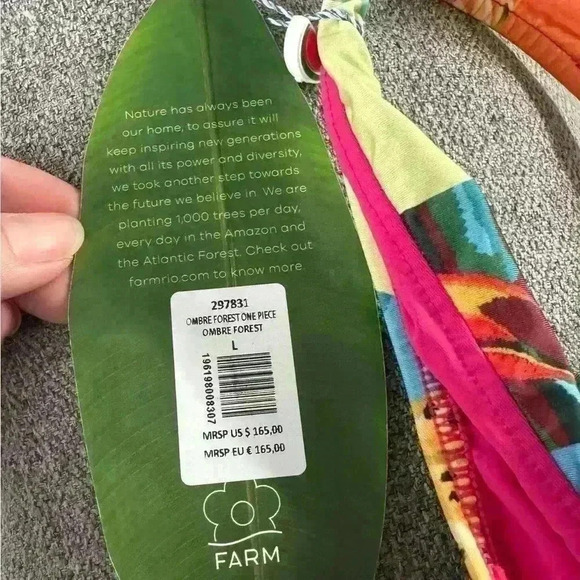 Nature has always been
our home, to assure it will
keep inspiring new generations
with all its power and diversity,
we took another step towards
the future we believe in. We are
planting 1,000 trees per day,
every day in the Amazon and
the Atlantic Forest. Check out
farmrio.com to know more.
297831
OMBRE FOREST ONE PIECE
OMBRE FOREST
L
196198008307
MRSP US $ 165,00
MRSP EU € 165,00
FARM